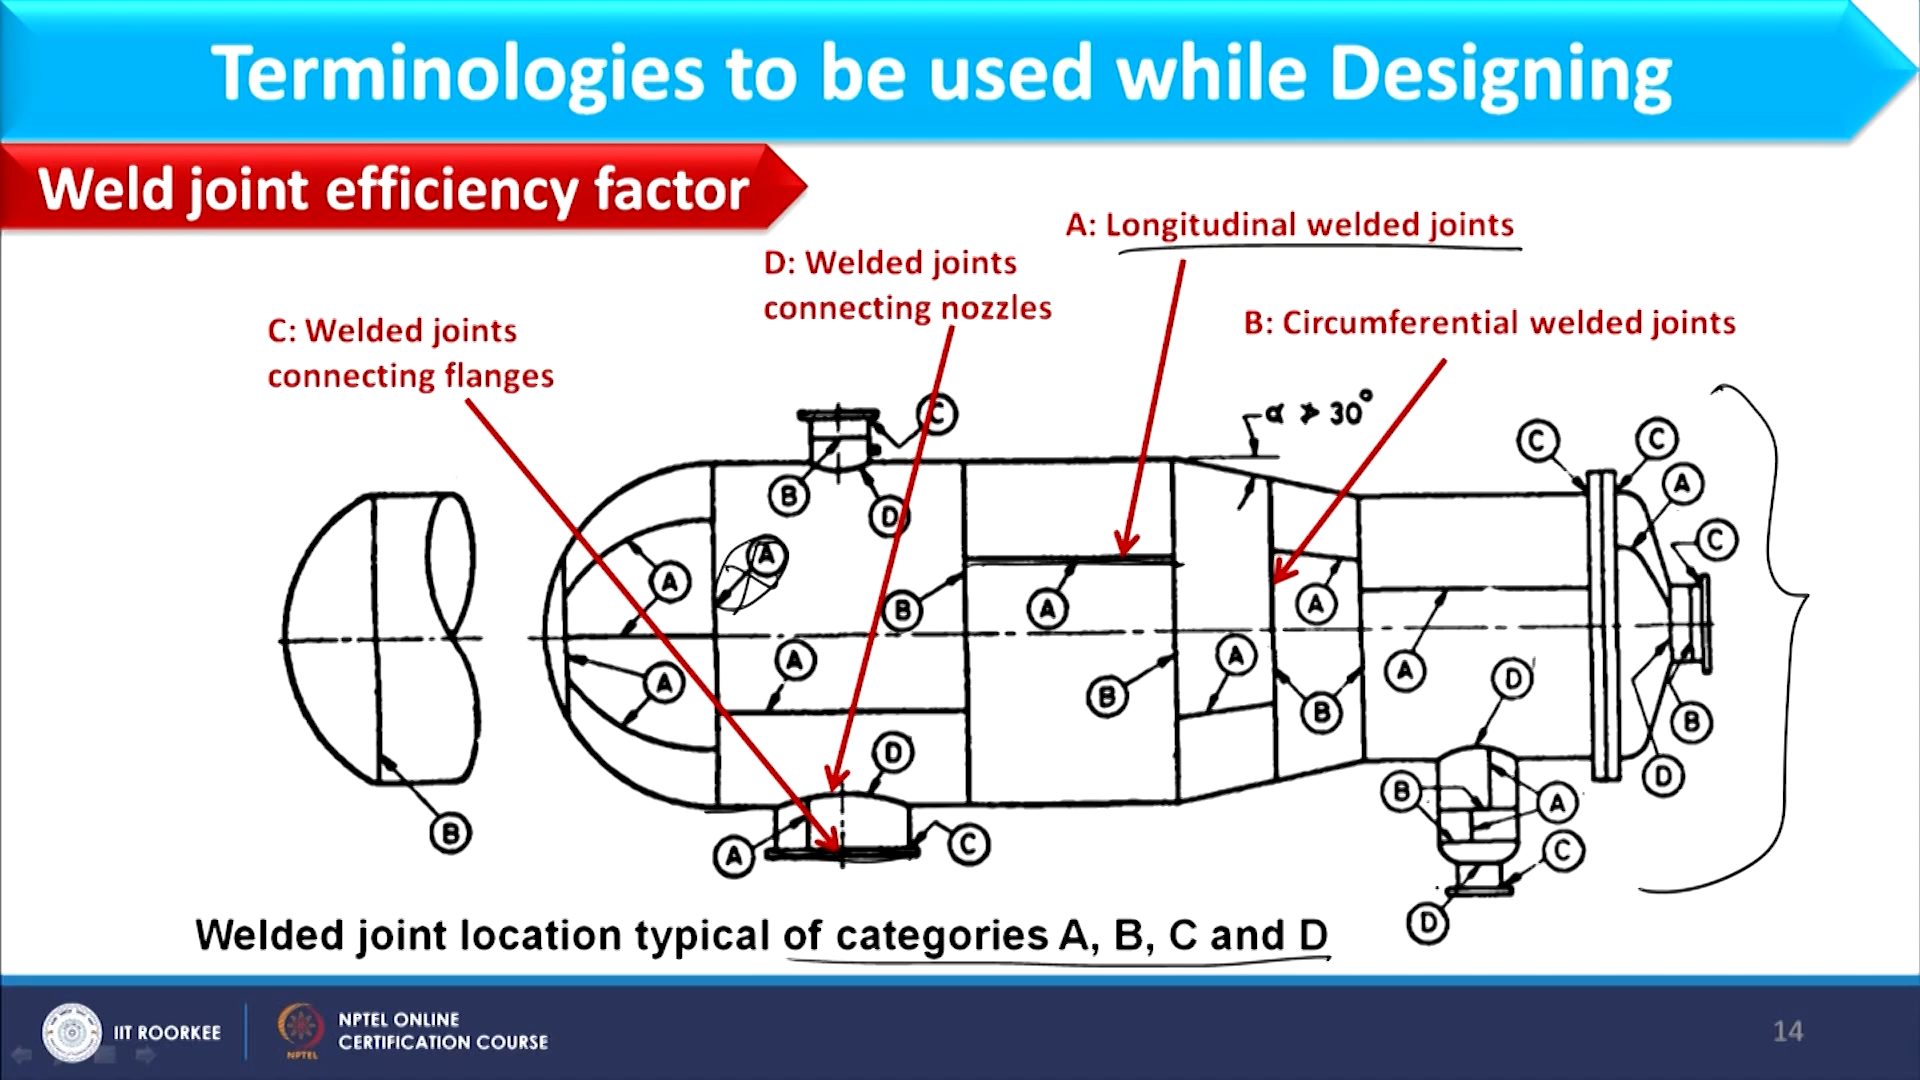 Terminologies to be used while Designing
Weld joint efficiency factor
A: Longitudinal welded joints
D: Welded joints
connecting nozzles
B: Circumferential welded joints
C: Welded joints
connecting flanges
α ≯ 30°
C
C
C
A
B
D
C
A
A
B
A
A
A
A
A
D
A
B
B
B
D
D
B
A
B
A
C
C
D
Welded joint location typical of categories A, B, C and D
IIT ROORKEE
NPTEL
NPTEL ONLINE
CERTIFICATION COURSE
14